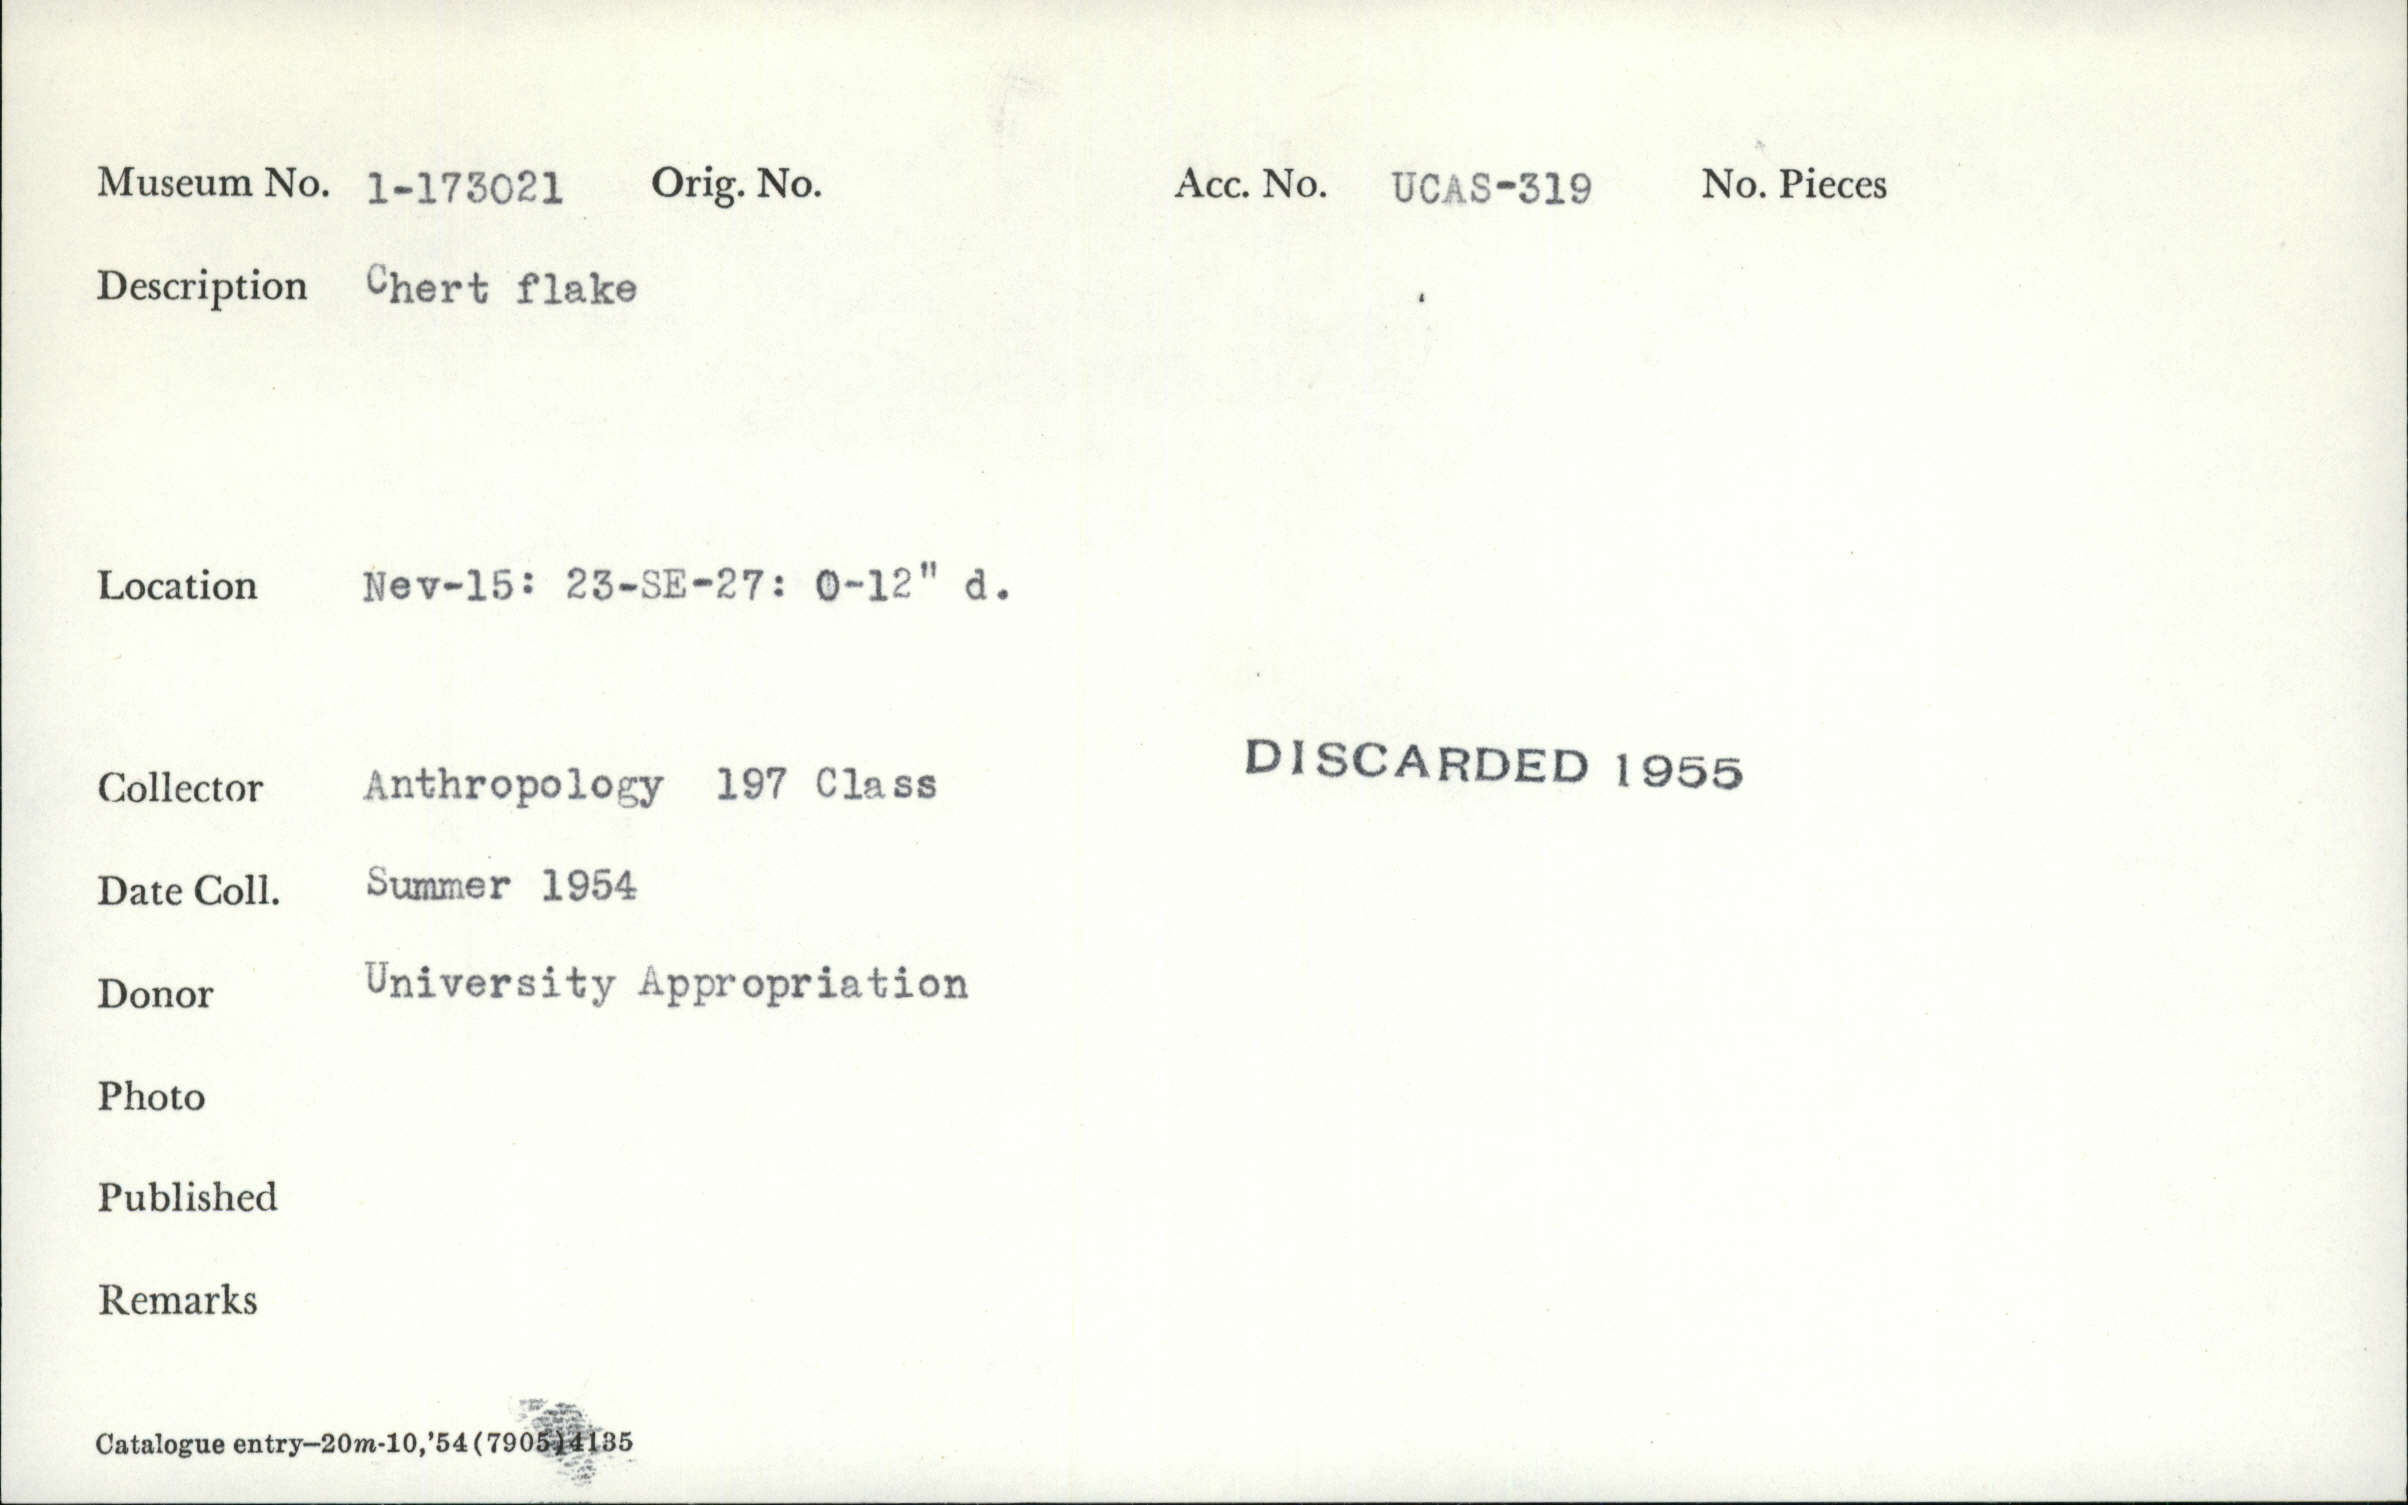 Museum No. 1-173021 Orig. No. Acc. No. UCAS-319 No. Pieces
Description Chert flake
Location Nev-15: 23-SE-27: 0-12" d.
Collector Anthropology 197 Class DISCARDED 1955
Date Coll. Summer 1954
Donor University Appropriation
Photo
Published
Remarks
Catalogue entry—20m-10,'54(7905)4135